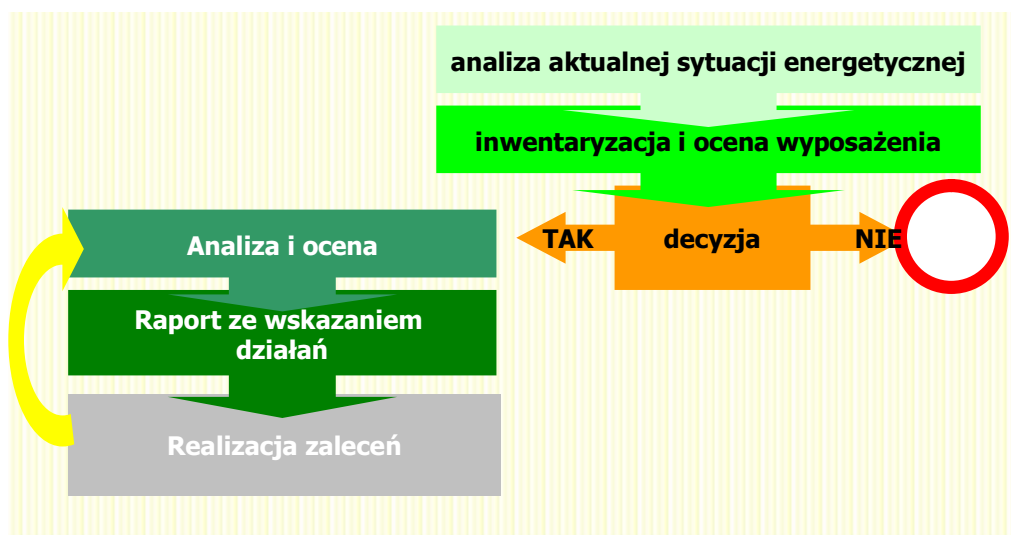 analiza aktualnej sytuacji energetycznej
inwentaryzacja i ocena wyposażenia
TAK
decyzja
NIE
Analiza i ocena
Raport ze wskazaniem
działań
Realizacja zaleceń